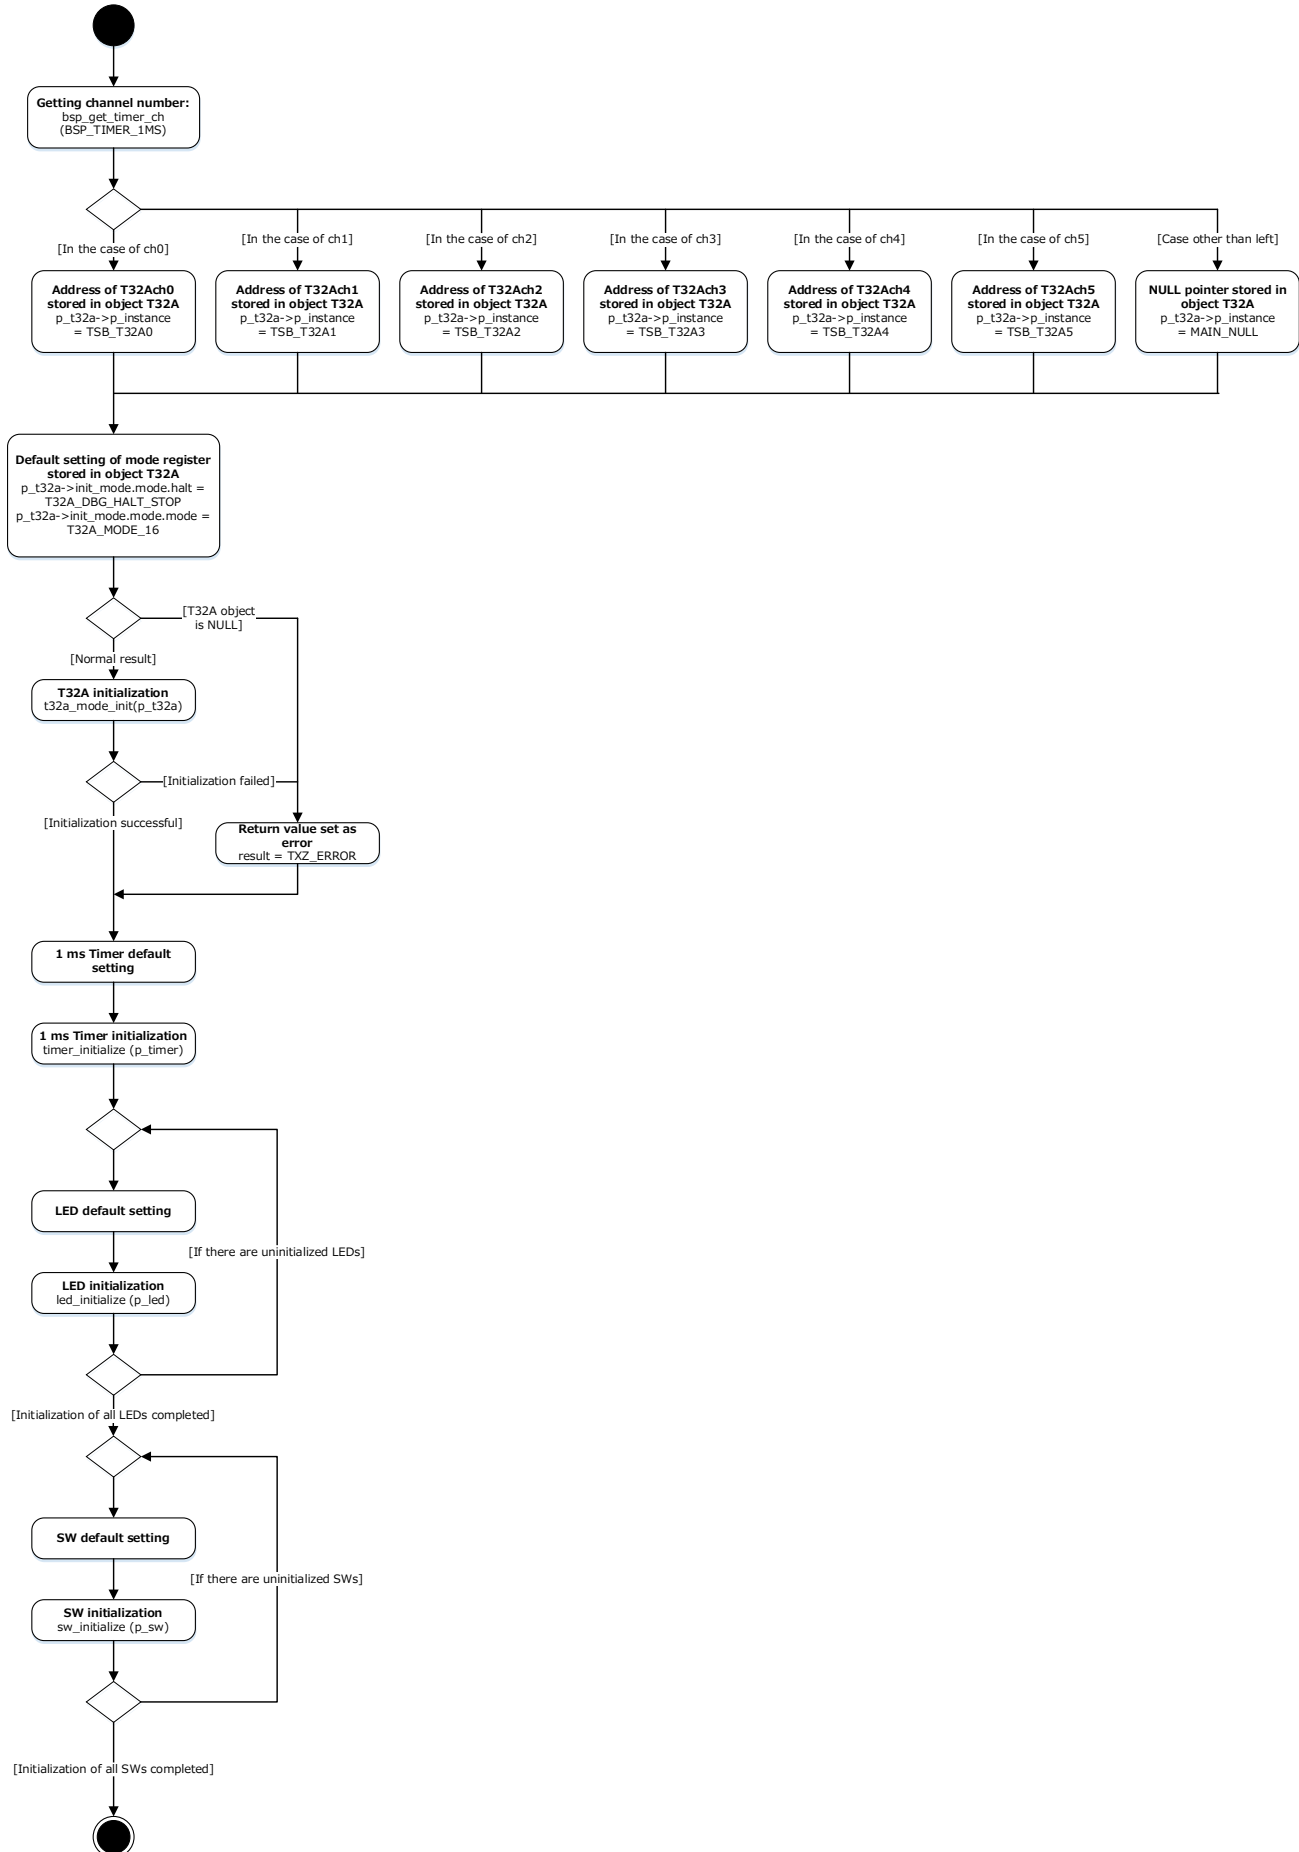 Getting channel number:
bsp_get_timer_ch
(BSP_TIMER_1MS)
[In the case of ch0]
[In the case of ch1]
[In the case of ch2]
[In the case of ch3]
[In the case of ch4]
[In the case of ch5]
[Case other than left]
Address of T32Ach0
stored in object T32A
p_t32a->p_instance
= TSB_T32A0
Address of T32Ach1
stored in object T32A
p_t32a->p_instance
= TSB_T32A1
Address of T32Ach2
stored in object T32A
p_t32a->p_instance
= TSB_T32A2
Address of T32Ach3
stored in object T32A
p_t32a->p_instance
= TSB_T32A3
Address of T32Ach4
stored in object T32A
p_t32a->p_instance
= TSB_T32A4
Address of T32Ach5
stored in object T32A
p_t32a->p_instance
= TSB_T32A5
NULL pointer stored in
object T32A
p_t32a->p_instance
= MAIN_NULL
Default setting of mode register
stored in object T32A
p_t32a->init_mode.mode.halt =
T32A_DBG_HALT_STOP
p_t32a->init_mode.mode.mode =
T32A_MODE_16
[T32A object
is NULL]
[Normal result]
T32A initialization
t32a_mode_init(p_t32a)
[Initialization failed]
[Initialization successful]
Return value set as
error
result = TXZ_ERROR
1 ms Timer default
setting
1 ms Timer initialization
timer_initialize (p_timer)
LED default setting
[If there are uninitialized LEDs]
LED initialization
led_initialize (p_led)
[Initialization of all LEDs completed]
SW default setting
[If there are uninitialized SWs]
SW initialization
sw_initialize (p_sw)
[Initialization of all SWs completed]